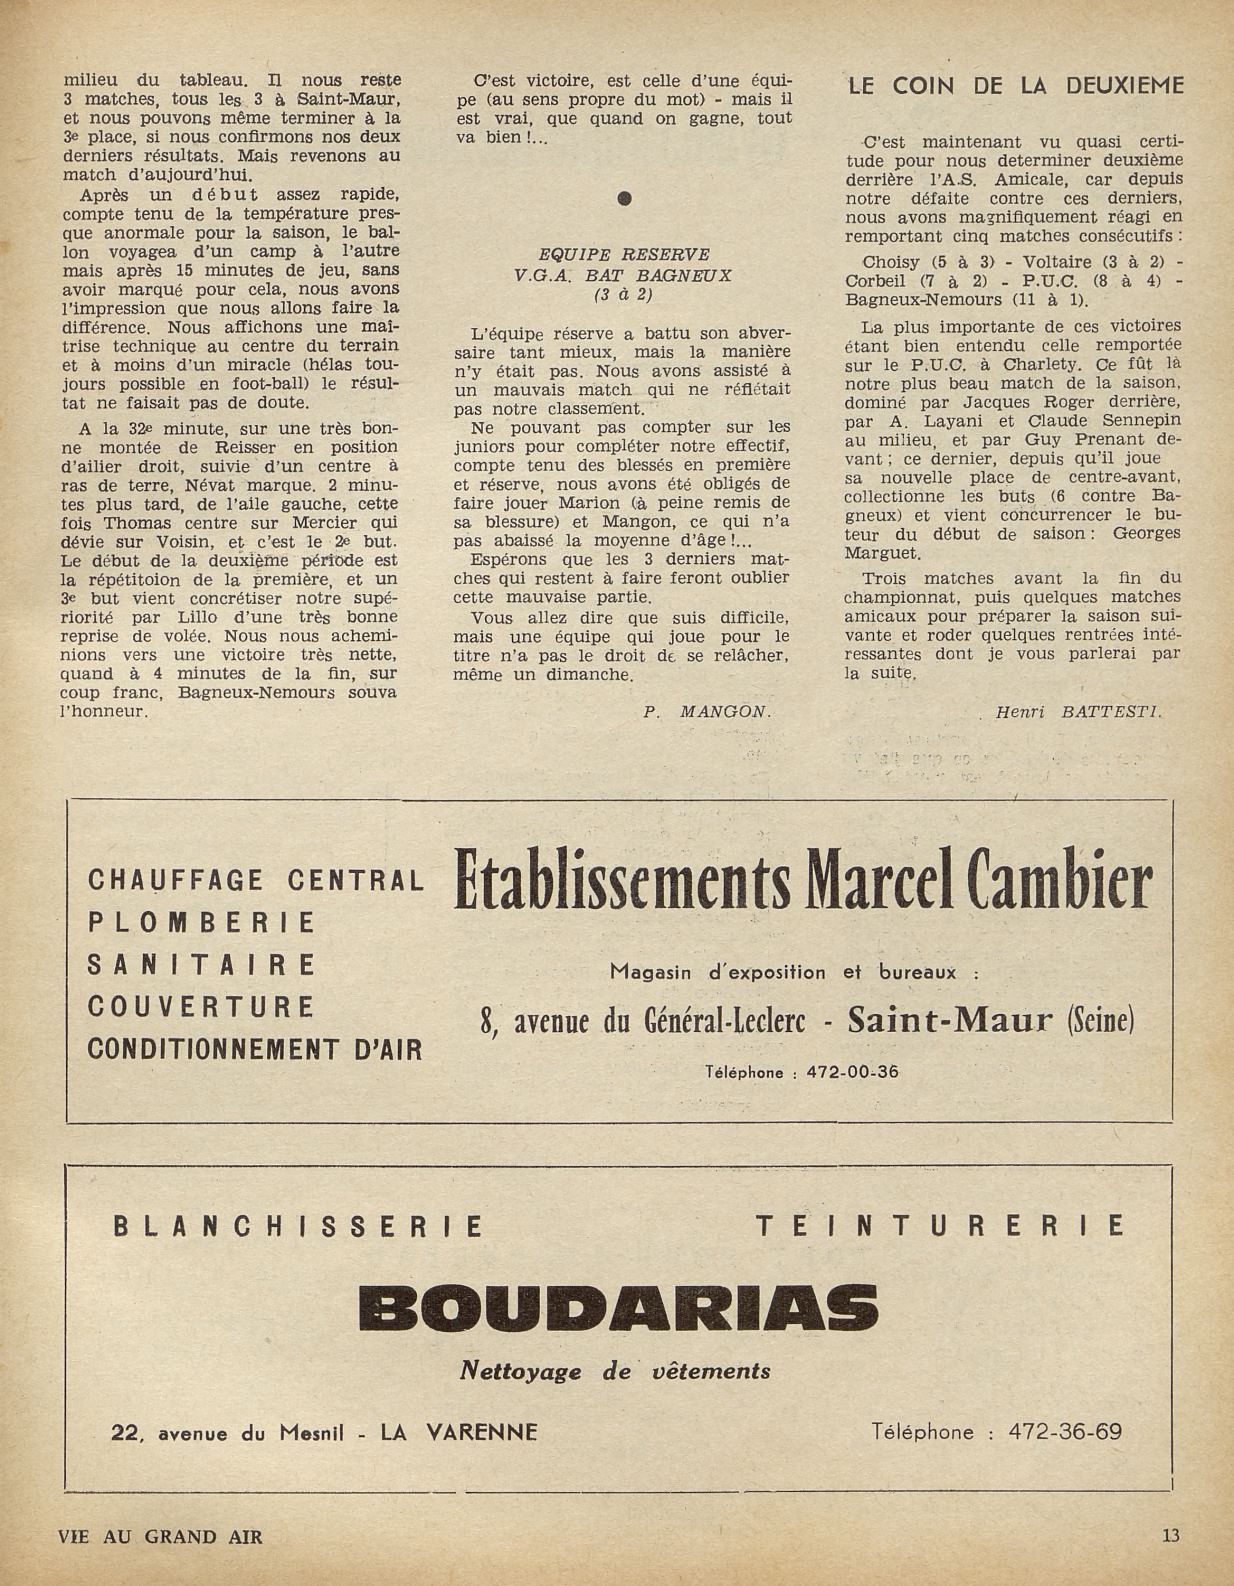 milieu du tableau. Il nous reste
3 matches, tous les 3 à Saint-Maur,
et nous pouvons même terminer à la
3e place, si nous confirmons nos deux
derniers résultats. Mais revenons au
match d'aujourd'hui.
Après un début assez rapide,
compte tenu de la température pres-
que anormale pour la saison, le bal-
lon voyagea d'un camp à l'autre
mais après 15 minutes de jeu, sans
avoir marqué pour cela, nous avons
l'impression que nous allons faire la
différence. Nous affichons une maî-
trise technique au centre du terrain
et à moins d'un miracle (hélas tou-
jours possible en foot-ball) le résul-
tat ne faisait pas de doute.
A la 32e minute, sur une très bon-
ne montée de Reisser en position
d'ailier droit, suivie d'un centre à
ras de terre, Névat marque. 2 minu-
tes plus tard, de l'aile gauche, cette
fois Thomas centre sur Mercier qui
dévie sur Voisin, et c'est le 2e but.
Le début de la deuxième période est
la répétitoion de la première, et un
3e but vient concrétiser notre supé-
riorité par Lillo d'une très bonne
reprise de volée. Nous nous achemi-
nions vers une victoire très nette,
quand à 4 minutes de la fin, sur
coup franc, Bagneux-Nemours souva
l'honneur.
C'est victoire, est celle d'une équi-
pe (au sens propre du mot) - mais il
est vrai, que quand on gagne, tout
va bien !...
EQUIPE RESERVE
V.G.A. BAT BAGNEUX
(3 à 2)
L'équipe réserve a battu son abver-
saire tant mieux, mais la manière
n'y était pas. Nous avons assisté à
un mauvais match qui ne réflétait
pas notre classement.
Ne pouvant pas compter sur les
juniors pour compléter notre effectif,
compte tenu des blessés en première
et réserve, nous avons été obligés de
faire jouer Marion (à peine remis de
sa blessure) et Mangon, ce qui n'a
pas abaissé la moyenne d'âge !...
Espérons que les 3 derniers mat-
ches qui restent à faire feront oublier
cette mauvaise partie.
Vous allez dire que suis difficile,
mais une équipe qui joue pour le
titre n'a pas le droit de se relâcher,
même un dimanche.
P. MANGON.
LE COIN DE LA DEUXIEME
C'est maintenant vu quasi certi-
tude pour nous determiner deuxième
derrière l'A.S. Amicale, car depuis
notre défaite contre ces derniers,
nous avons magnifiquement réagi en
remportant cinq matches consécutifs :
Choisy (5 à 3) - Voltaire (3 à 2) -
Corbeil (7 à 2) - P.U.C. (8 à 4) -
Bagneux-Nemours (11 à 1).
La plus importante de ces victoires
étant bien entendu celle remportée
sur le P.U.C. à Charlety. Ce fût là
notre plus beau match de la saison,
dominé par Jacques Roger derrière,
par A. Layani et Claude Sennepin
au milieu, et par Guy Prenant de-
vant ; ce dernier, depuis qu'il joue
sa nouvelle place de centre-avant,
collectionne les buts (6 contre Ba-
gneux) et vient concurrencer le bu-
teur du début de saison : Georges
Marguet.
Trois matches avant la fin du
championnat, puis quelques matches
amicaux pour préparer la saison sui-
vante et roder quelques rentrées inté-
ressantes dont je vous parlerai par
la suite.
Henri BATTESTI.
CHAUFFAGE CENTRAL
PLOMBERIE
SANITAIRE
COUVERTURE
CONDITIONNEMENT D'AIR
Etablissements Marcel Cambier
Magasin d'exposition et bureaux :
8, avenue du Général-Leclerc - Saint-Maur (Seine)
Téléphone : 472-00-36
BLANCHISSERIE TEINTURERIE
BOUDARIAS
Nettoyage de vêtements
22, avenue du Mesnil - LA VARENNE Téléphone : 472-36-69
VIE AU GRAND AIR 13